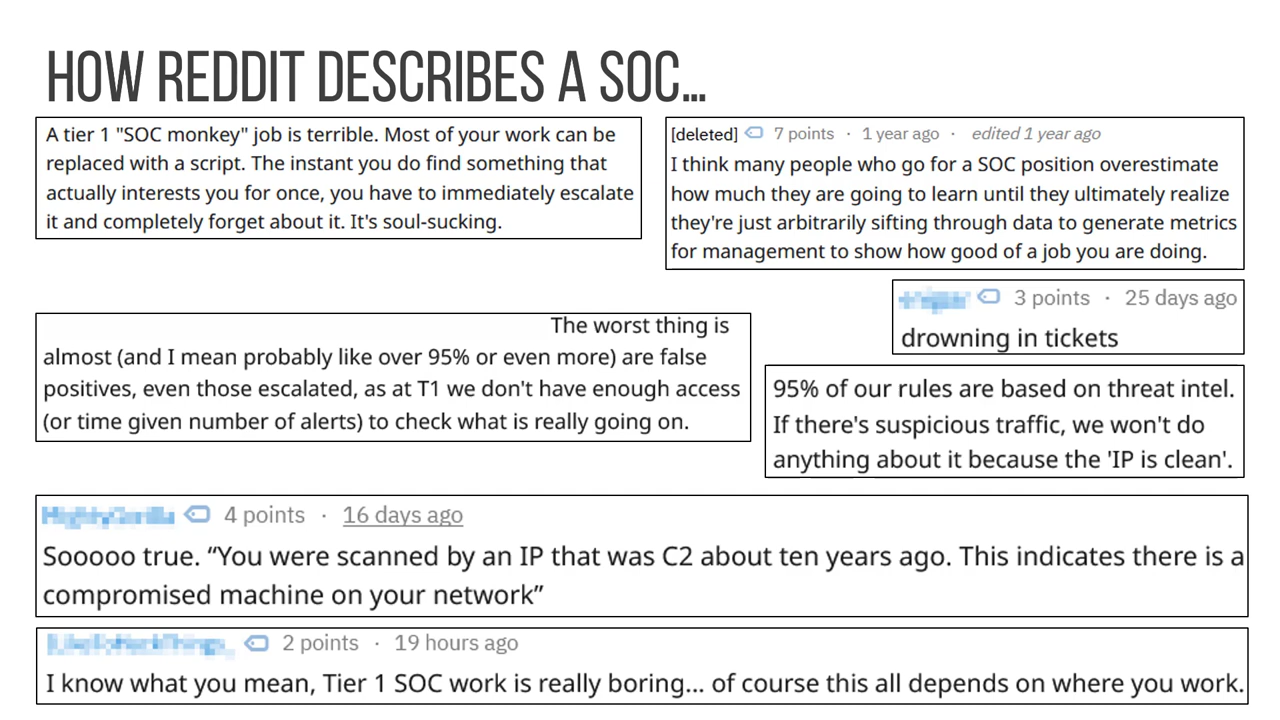 HOW REDDIT DESCRIBES A SOC...
A tier 1 "SOC monkey" job is terrible. Most of your work can be
replaced with a script. The instant you do find something that
actually interests you for once, you have to immediately escalate
it and completely forget about it. It's soul-sucking.
[deleted] 7 points · 1 year ago · edited 1 year ago
I think many people who go for a SOC position overestimate
how much they are going to learn until they ultimately realize
they're just arbitrarily sifting through data to generate metrics
for management to show how good of a job you are doing.
3 points · 25 days ago
drowning in tickets
The worst thing is
almost (and I mean probably like over 95% or even more) are false
positives, even those escalated, as at T1 we don't have enough access
(or time given number of alerts) to check what is really going on.
95% of our rules are based on threat intel.
If there's suspicious traffic, we won't do
anything about it because the 'IP is clean'.
4 points · 16 days ago
Sooooo true. “You were scanned by an IP that was C2 about ten years ago. This indicates there is a
compromised machine on your network”
2 points · 19 hours ago
I know what you mean, Tier 1 SOC work is really boring... of course this all depends on where you work.